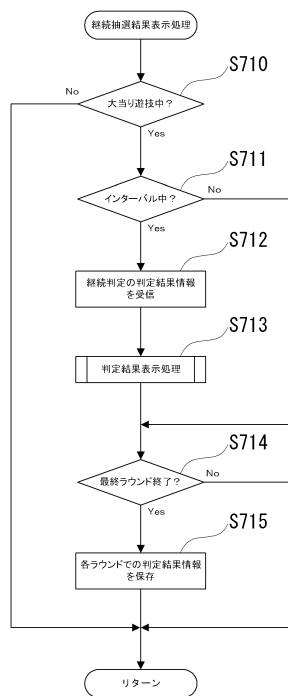 継続抽選結果表示処理
S710
大当り遊技中？
No
Yes
S711
インターバル中？
No
Yes
S712
継続判定の判定結果情報
を受信
S713
判定結果表示処理
S714
最終ラウンド終了？
No
Yes
S715
各ラウンドでの判定結果情報
を保存
リターン